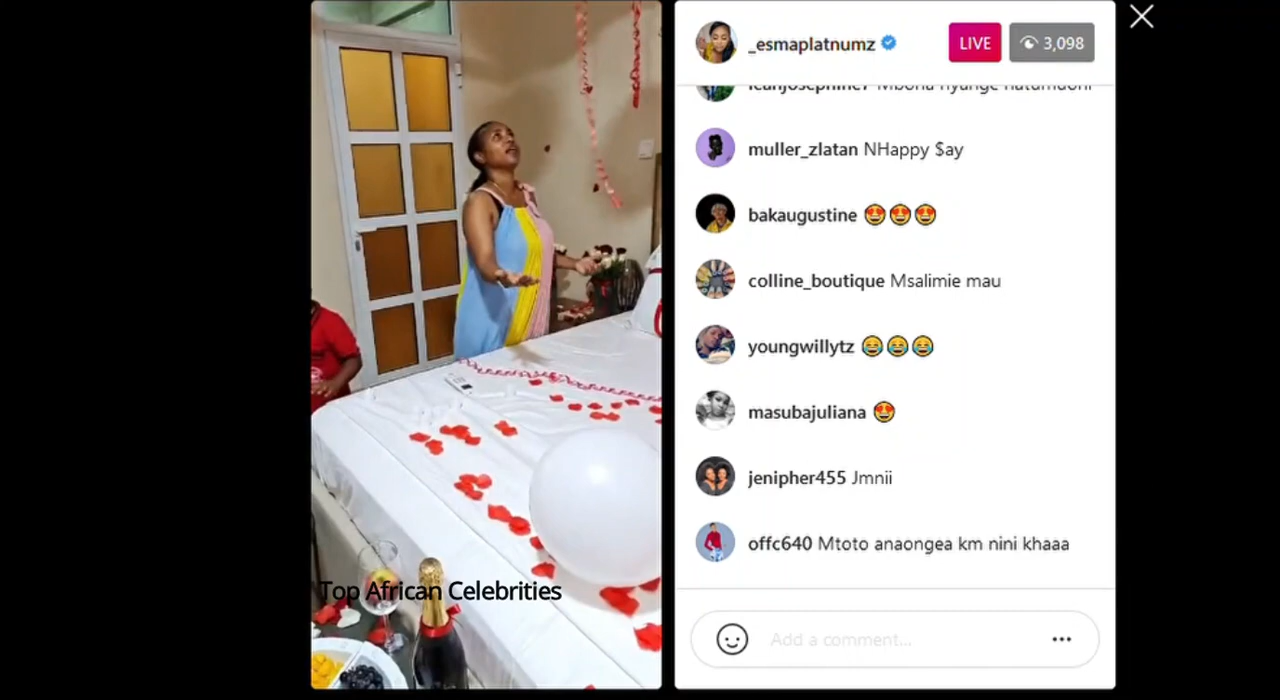 _esmaplatnumz
LIVE
3,098
muller_zlatan NHappy $ay
bakaugustine 😍😍😍
colline_boutique Msalimie mau
youngwillytz 😂😂😂
masubajuliana 😍
jenipher455 Jmnii
offc640 Mtoto anaongea km nini khaaa
Add a comment...
Top African Celebrities